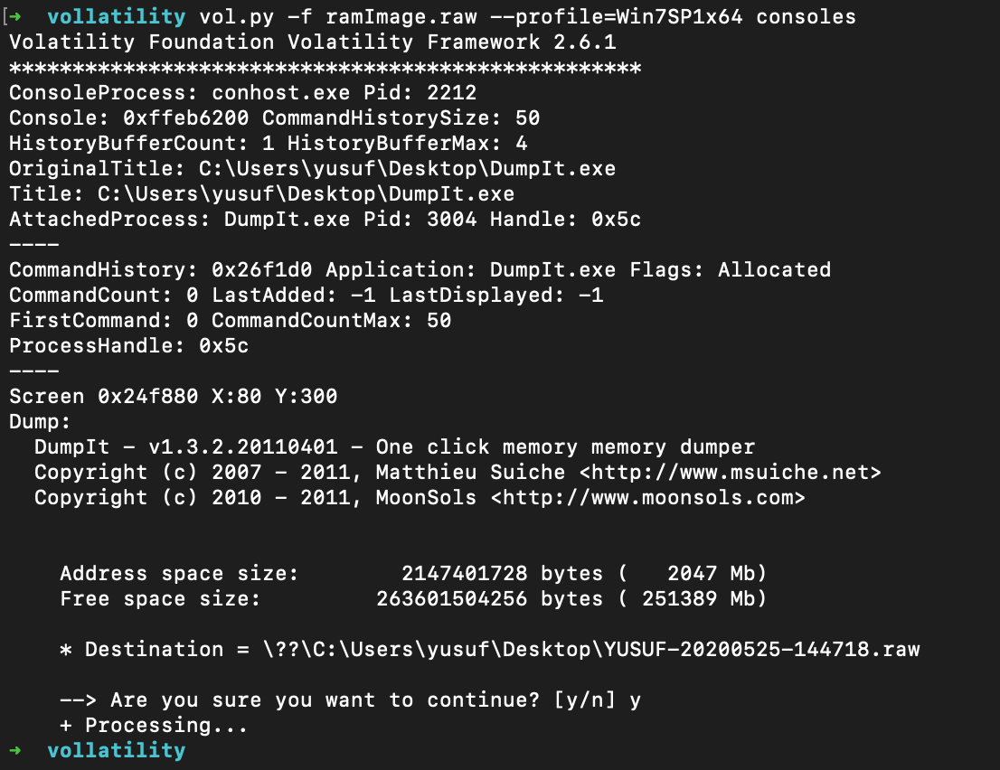 [➜  vollatility vol.py -f ramImage.raw --profile=Win7SP1x64 consoles
Volatility Foundation Volatility Framework 2.6.1
**************************************************
ConsoleProcess: conhost.exe Pid: 2212
Console: 0xffeb6200 CommandHistorySize: 50
HistoryBufferCount: 1 HistoryBufferMax: 4
OriginalTitle: C:\Users\yusuf\Desktop\DumpIt.exe
Title: C:\Users\yusuf\Desktop\DumpIt.exe
AttachedProcess: DumpIt.exe Pid: 3004 Handle: 0x5c
----
CommandHistory: 0x26f1d0 Application: DumpIt.exe Flags: Allocated
CommandCount: 0 LastAdded: -1 LastDisplayed: -1
FirstCommand: 0 CommandCountMax: 50
ProcessHandle: 0x5c
----
Screen 0x24f880 X:80 Y:300
Dump:
  DumpIt - v1.3.2.20110401 - One click memory memory dumper
  Copyright (c) 2007 - 2011, Matthieu Suiche <http://www.msuiche.net>
  Copyright (c) 2010 - 2011, MoonSols <http://www.moonsols.com>
    Address space size:        2147401728 bytes (   2047 Mb)
    Free space size:         263601504256 bytes ( 251389 Mb)
    * Destination = \??\C:\Users\yusuf\Desktop\YUSUF-20200525-144718.raw
    --> Are you sure you want to continue? [y/n] y
    + Processing...
➜  vollatility